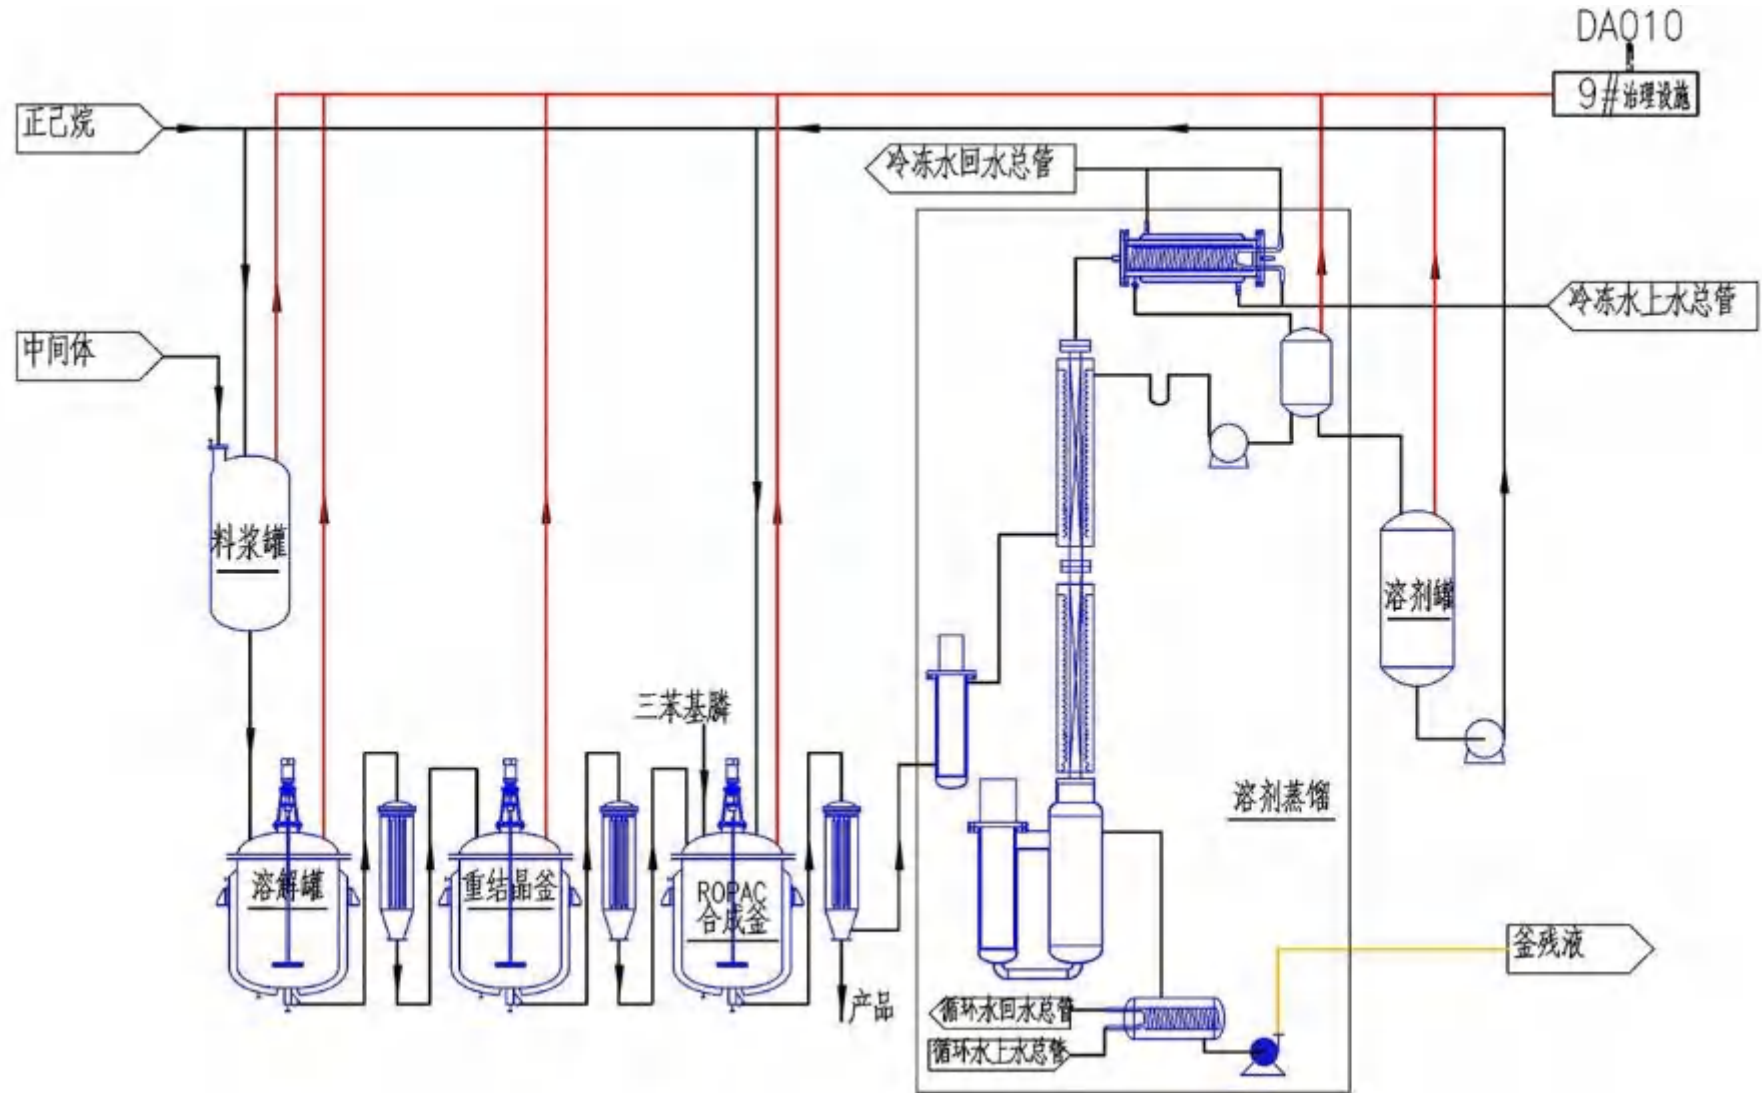 DA010
9#治理设施
正己烷
冷冻水回水总管
冷冻水上水总管
中间体
料浆罐
溶剂罐
三苯基膦
溶剂蒸馏
溶解罐
重结晶釜
ROPAC
合成釜
釜残液
产品
循环水回水总管
循环水上水总管